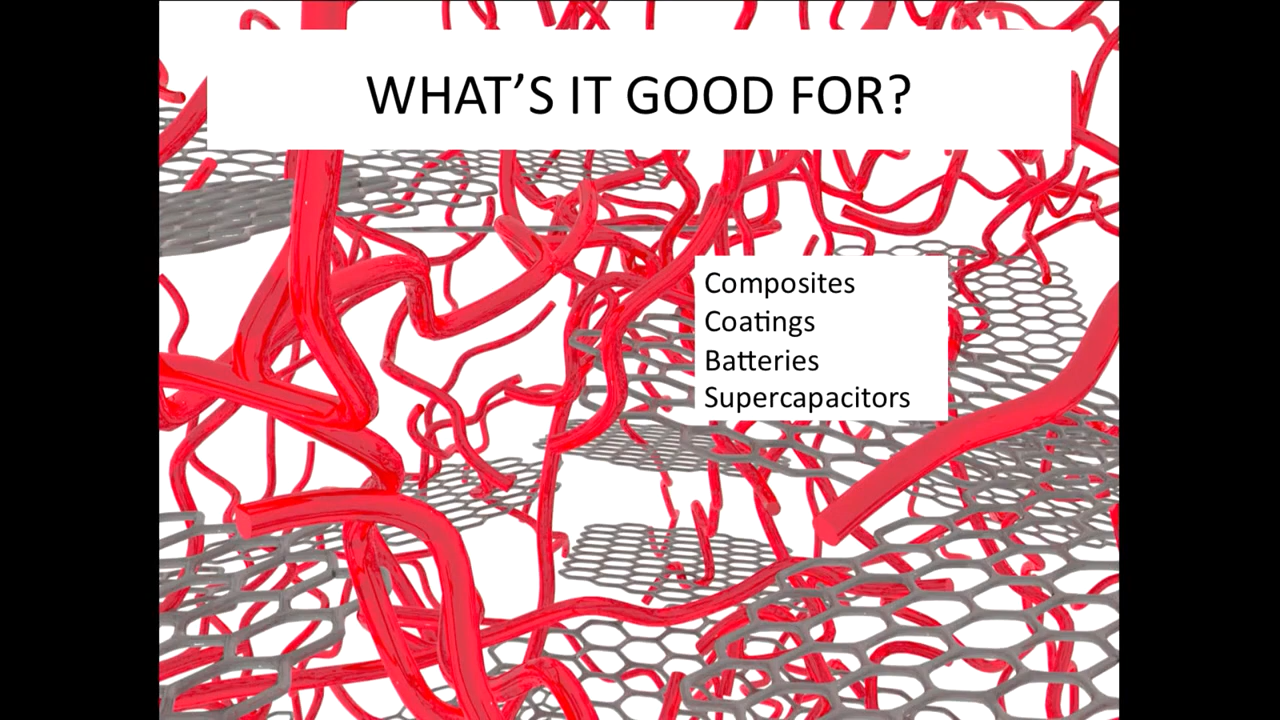 WHAT’S IT GOOD FOR?
Composites
Coatings
Batteries
Supercapacitors